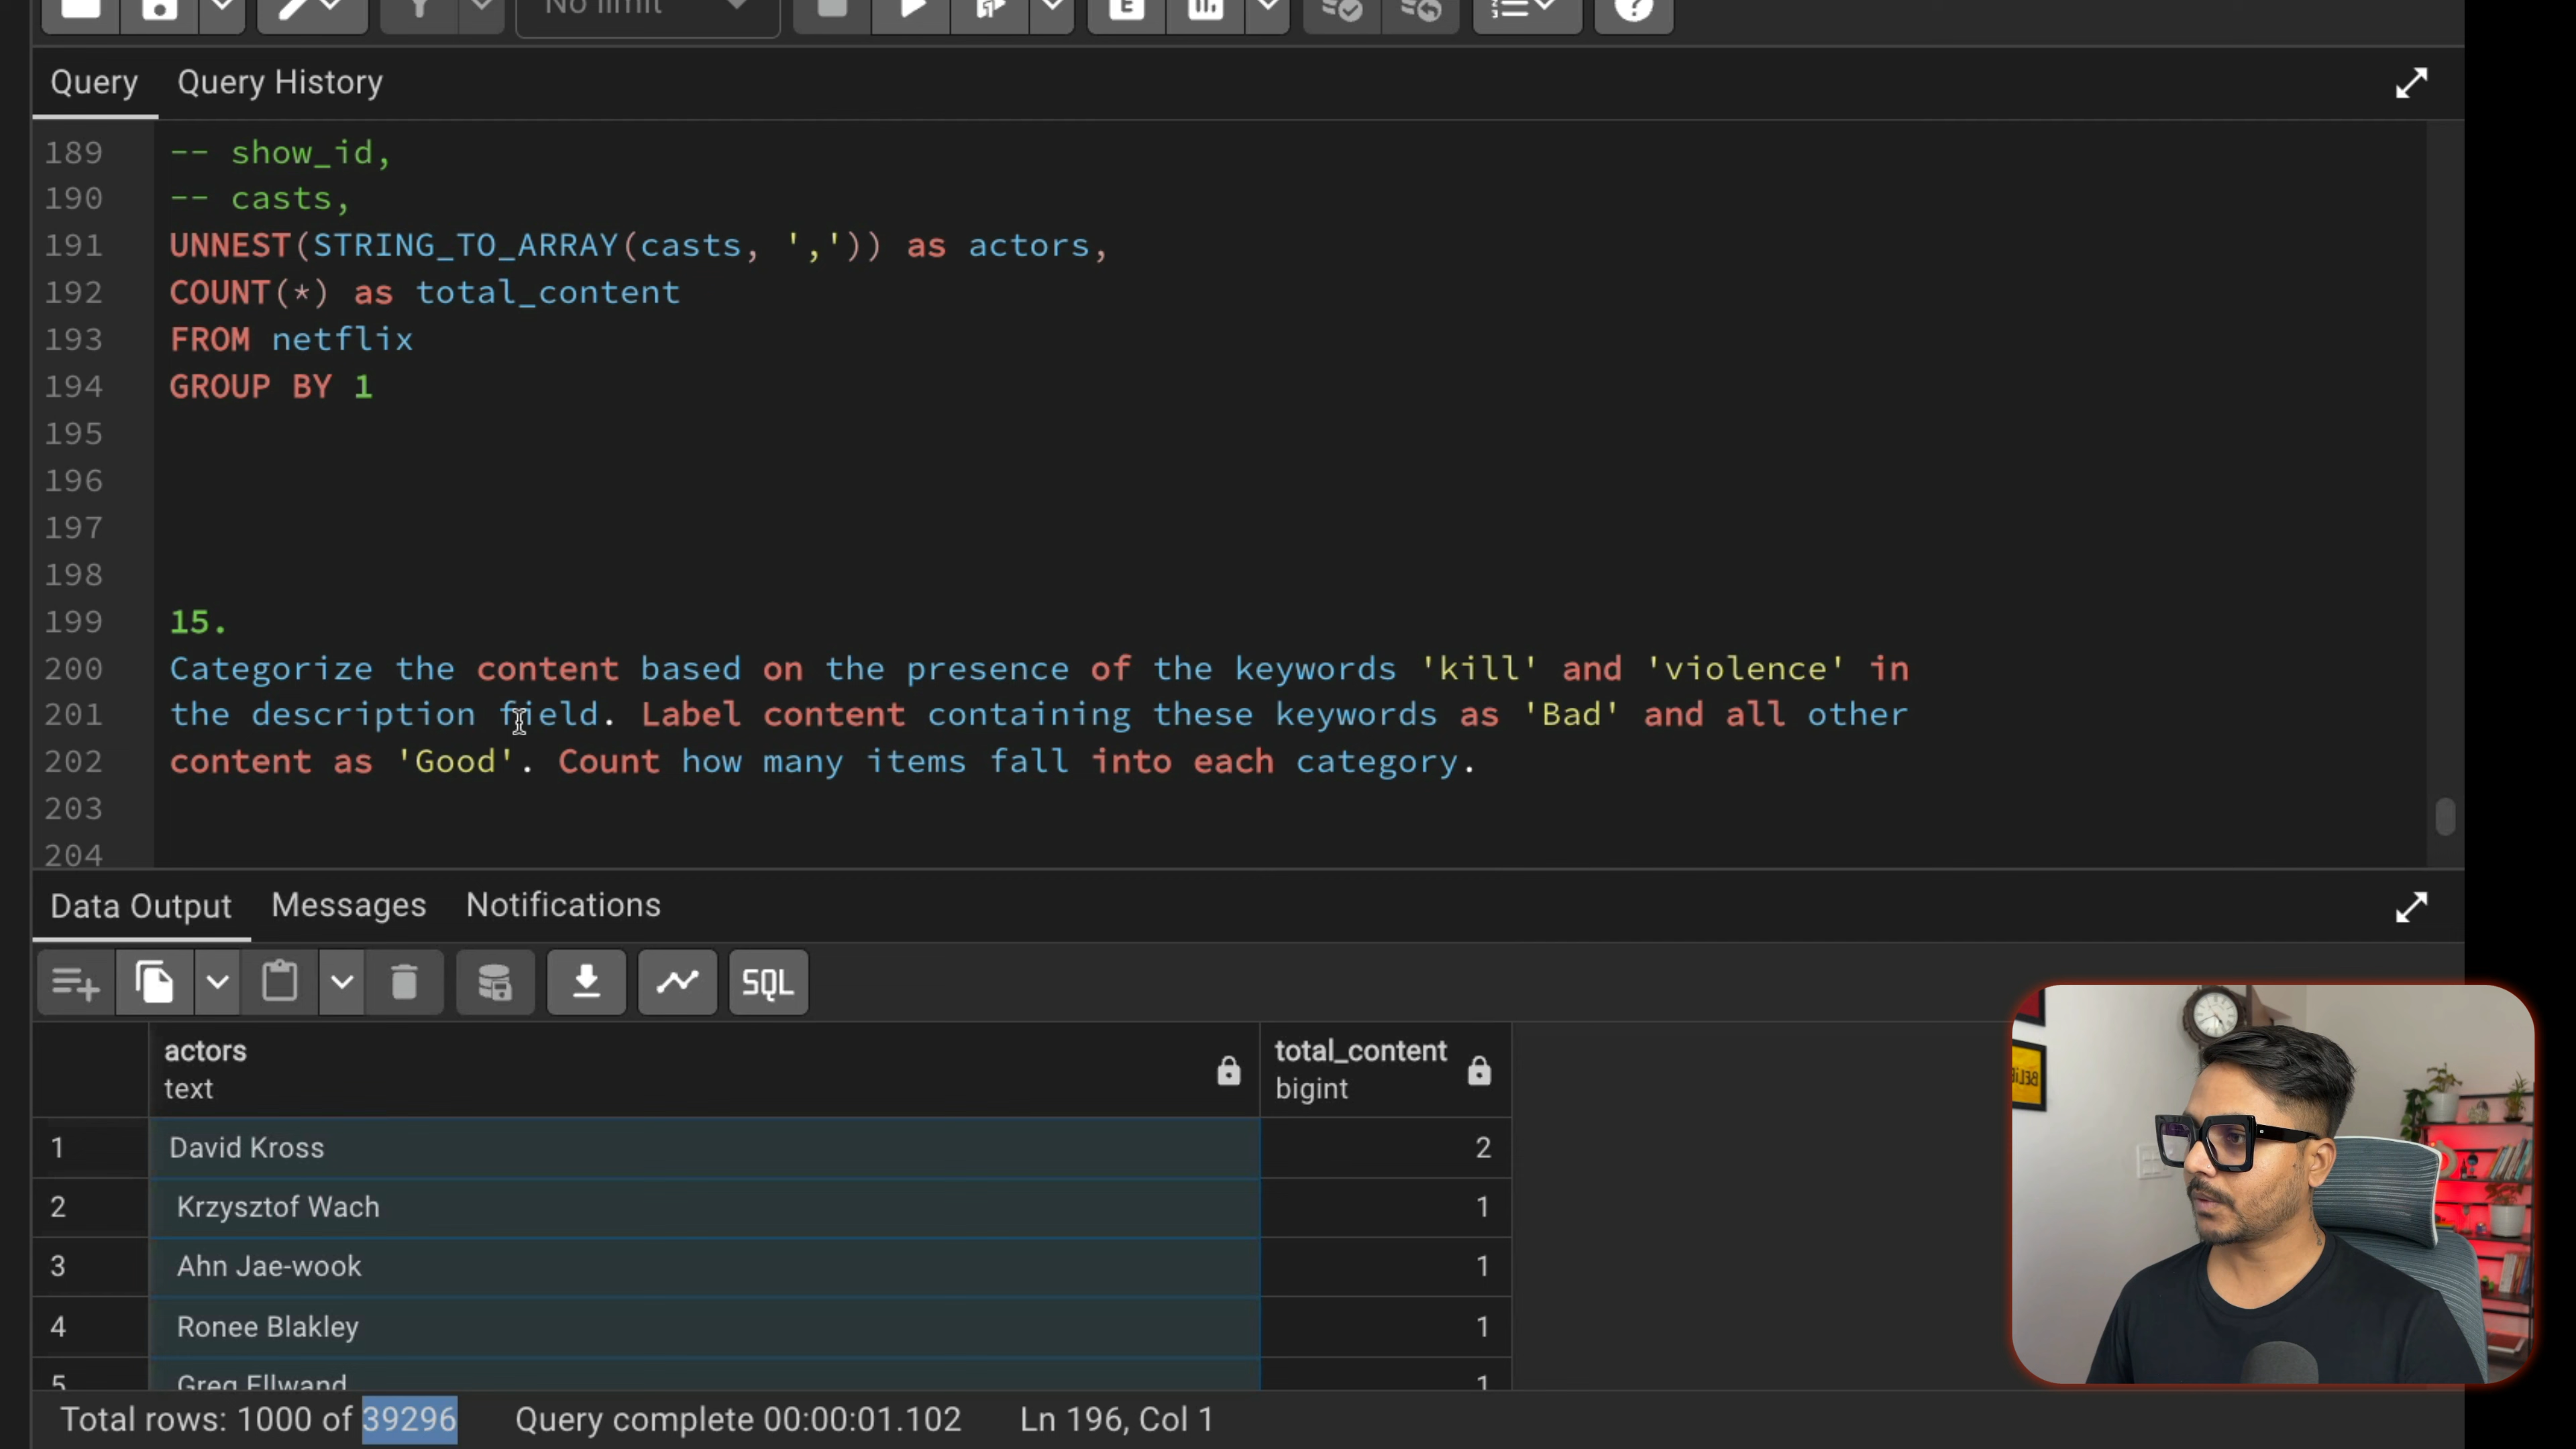 No limit
Query Query History
189 -- show_id,
190 -- casts,
191 UNNEST(STRING_TO_ARRAY(casts, ',')) as actors,
192 COUNT(*) as total_content
193 FROM netflix
194 GROUP BY 1
195
196
197
198
199 15.
200 Categorize the content based on the presence of the keywords 'kill' and 'violence' in
201 the description field. Label content containing these keywords as 'Bad' and all other
202 content as 'Good'. Count how many items fall into each category.
203
204
Data Output Messages Notifications
SQL
actors total_content
text bigint
1 David Kross 2
2 Krzysztof Wach 1
3 Ahn Jae-wook 1
4 Ronee Blakley 1
5 Greg Ellwand 1
Total rows: 1000 of 39296 Query complete 00:00:01.102 Ln 196, Col 1